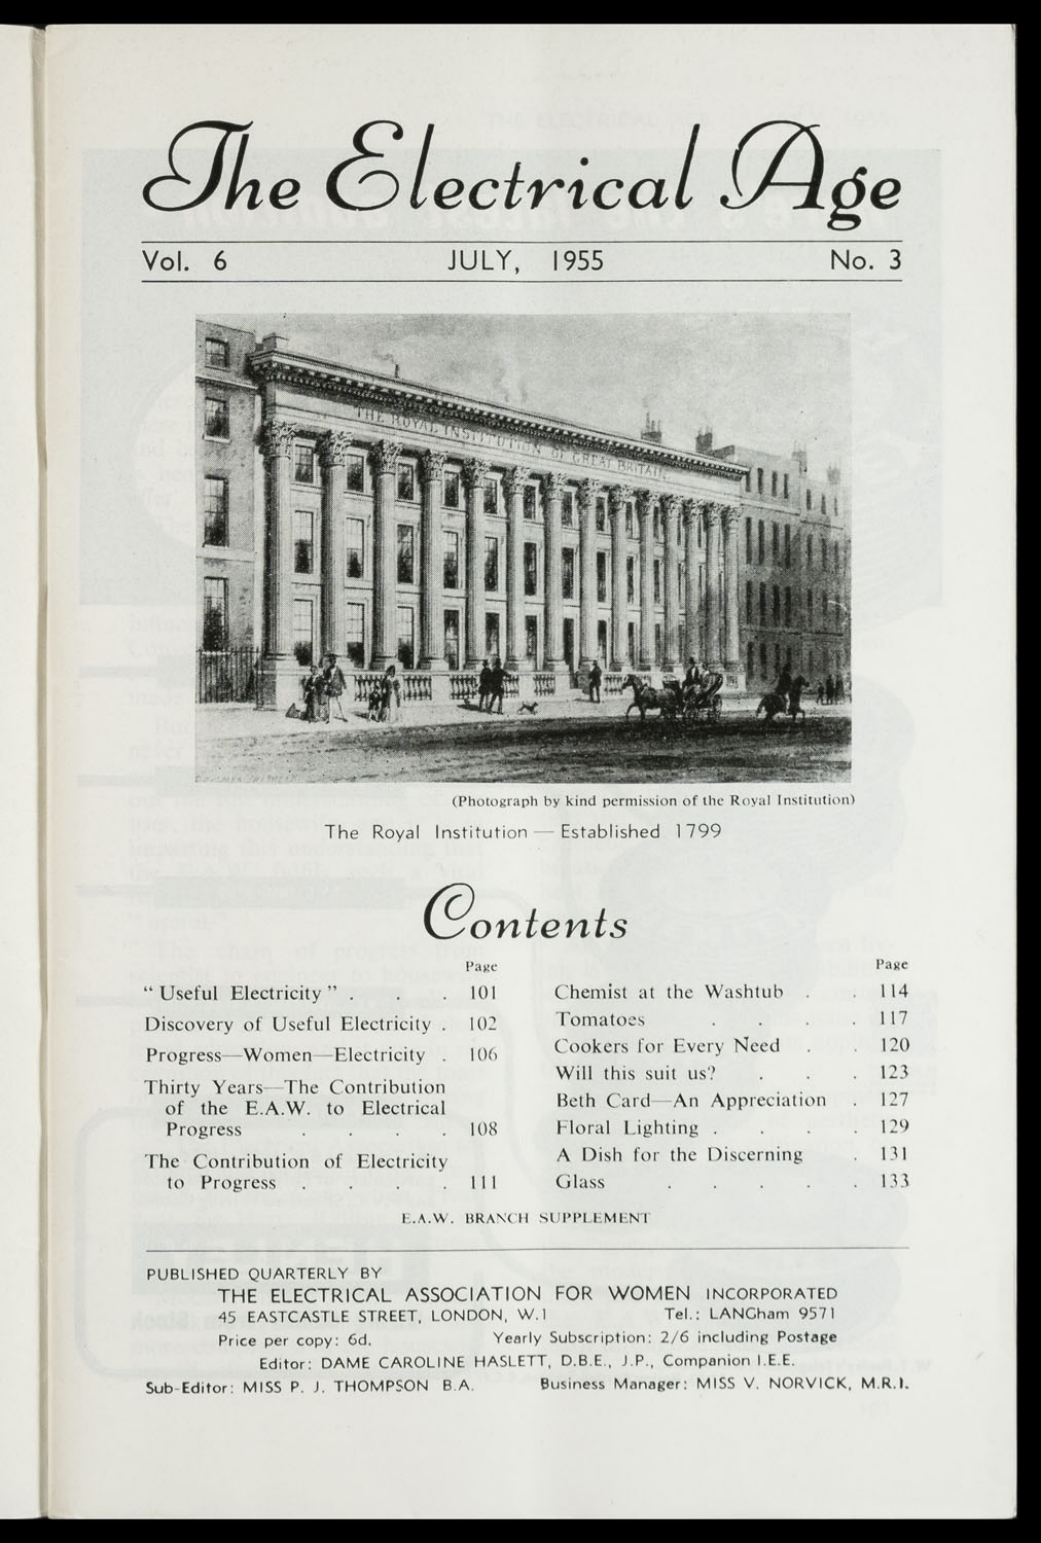 The Electrical Age
Vol. 6 JULY, 1955 No. 3
THE ROYAL INSTITUTION OF GREAT BRITAIN
(Photograph by kind permission of the Royal Institution)
The Royal Institution — Established 1799
Contents
Page
“ Useful Electricity ” . . . 101
Discovery of Useful Electricity . 102
Progress—Women—Electricity . 106
Thirty Years—The Contribution
of the E.A.W. to Electrical
Progress . . . . 108
The Contribution of Electricity
to Progress . . . . 111
Page
Chemist at the Washtub . . 114
Tomatoes . . . . 117
Cookers for Every Need . . 120
Will this suit us? . . . 123
Beth Card—An Appreciation . 127
Floral Lighting . . . . 129
A Dish for the Discerning . 131
Glass . . . . . 133
E.A.W. BRANCH SUPPLEMENT
PUBLISHED QUARTERLY BY
THE ELECTRICAL ASSOCIATION FOR WOMEN INCORPORATED
45 EASTCASTLE STREET, LONDON, W.1 Tel.: LANGham 9571
Price per copy: 6d. Yearly Subscription: 2/6 including Postage
Editor: DAME CAROLINE HASLETT, D.B.E., J.P., Companion I.E.E.
Sub-Editor: MISS P. J. THOMPSON B.A. Business Manager: MISS V. NORVICK, M.R.I.